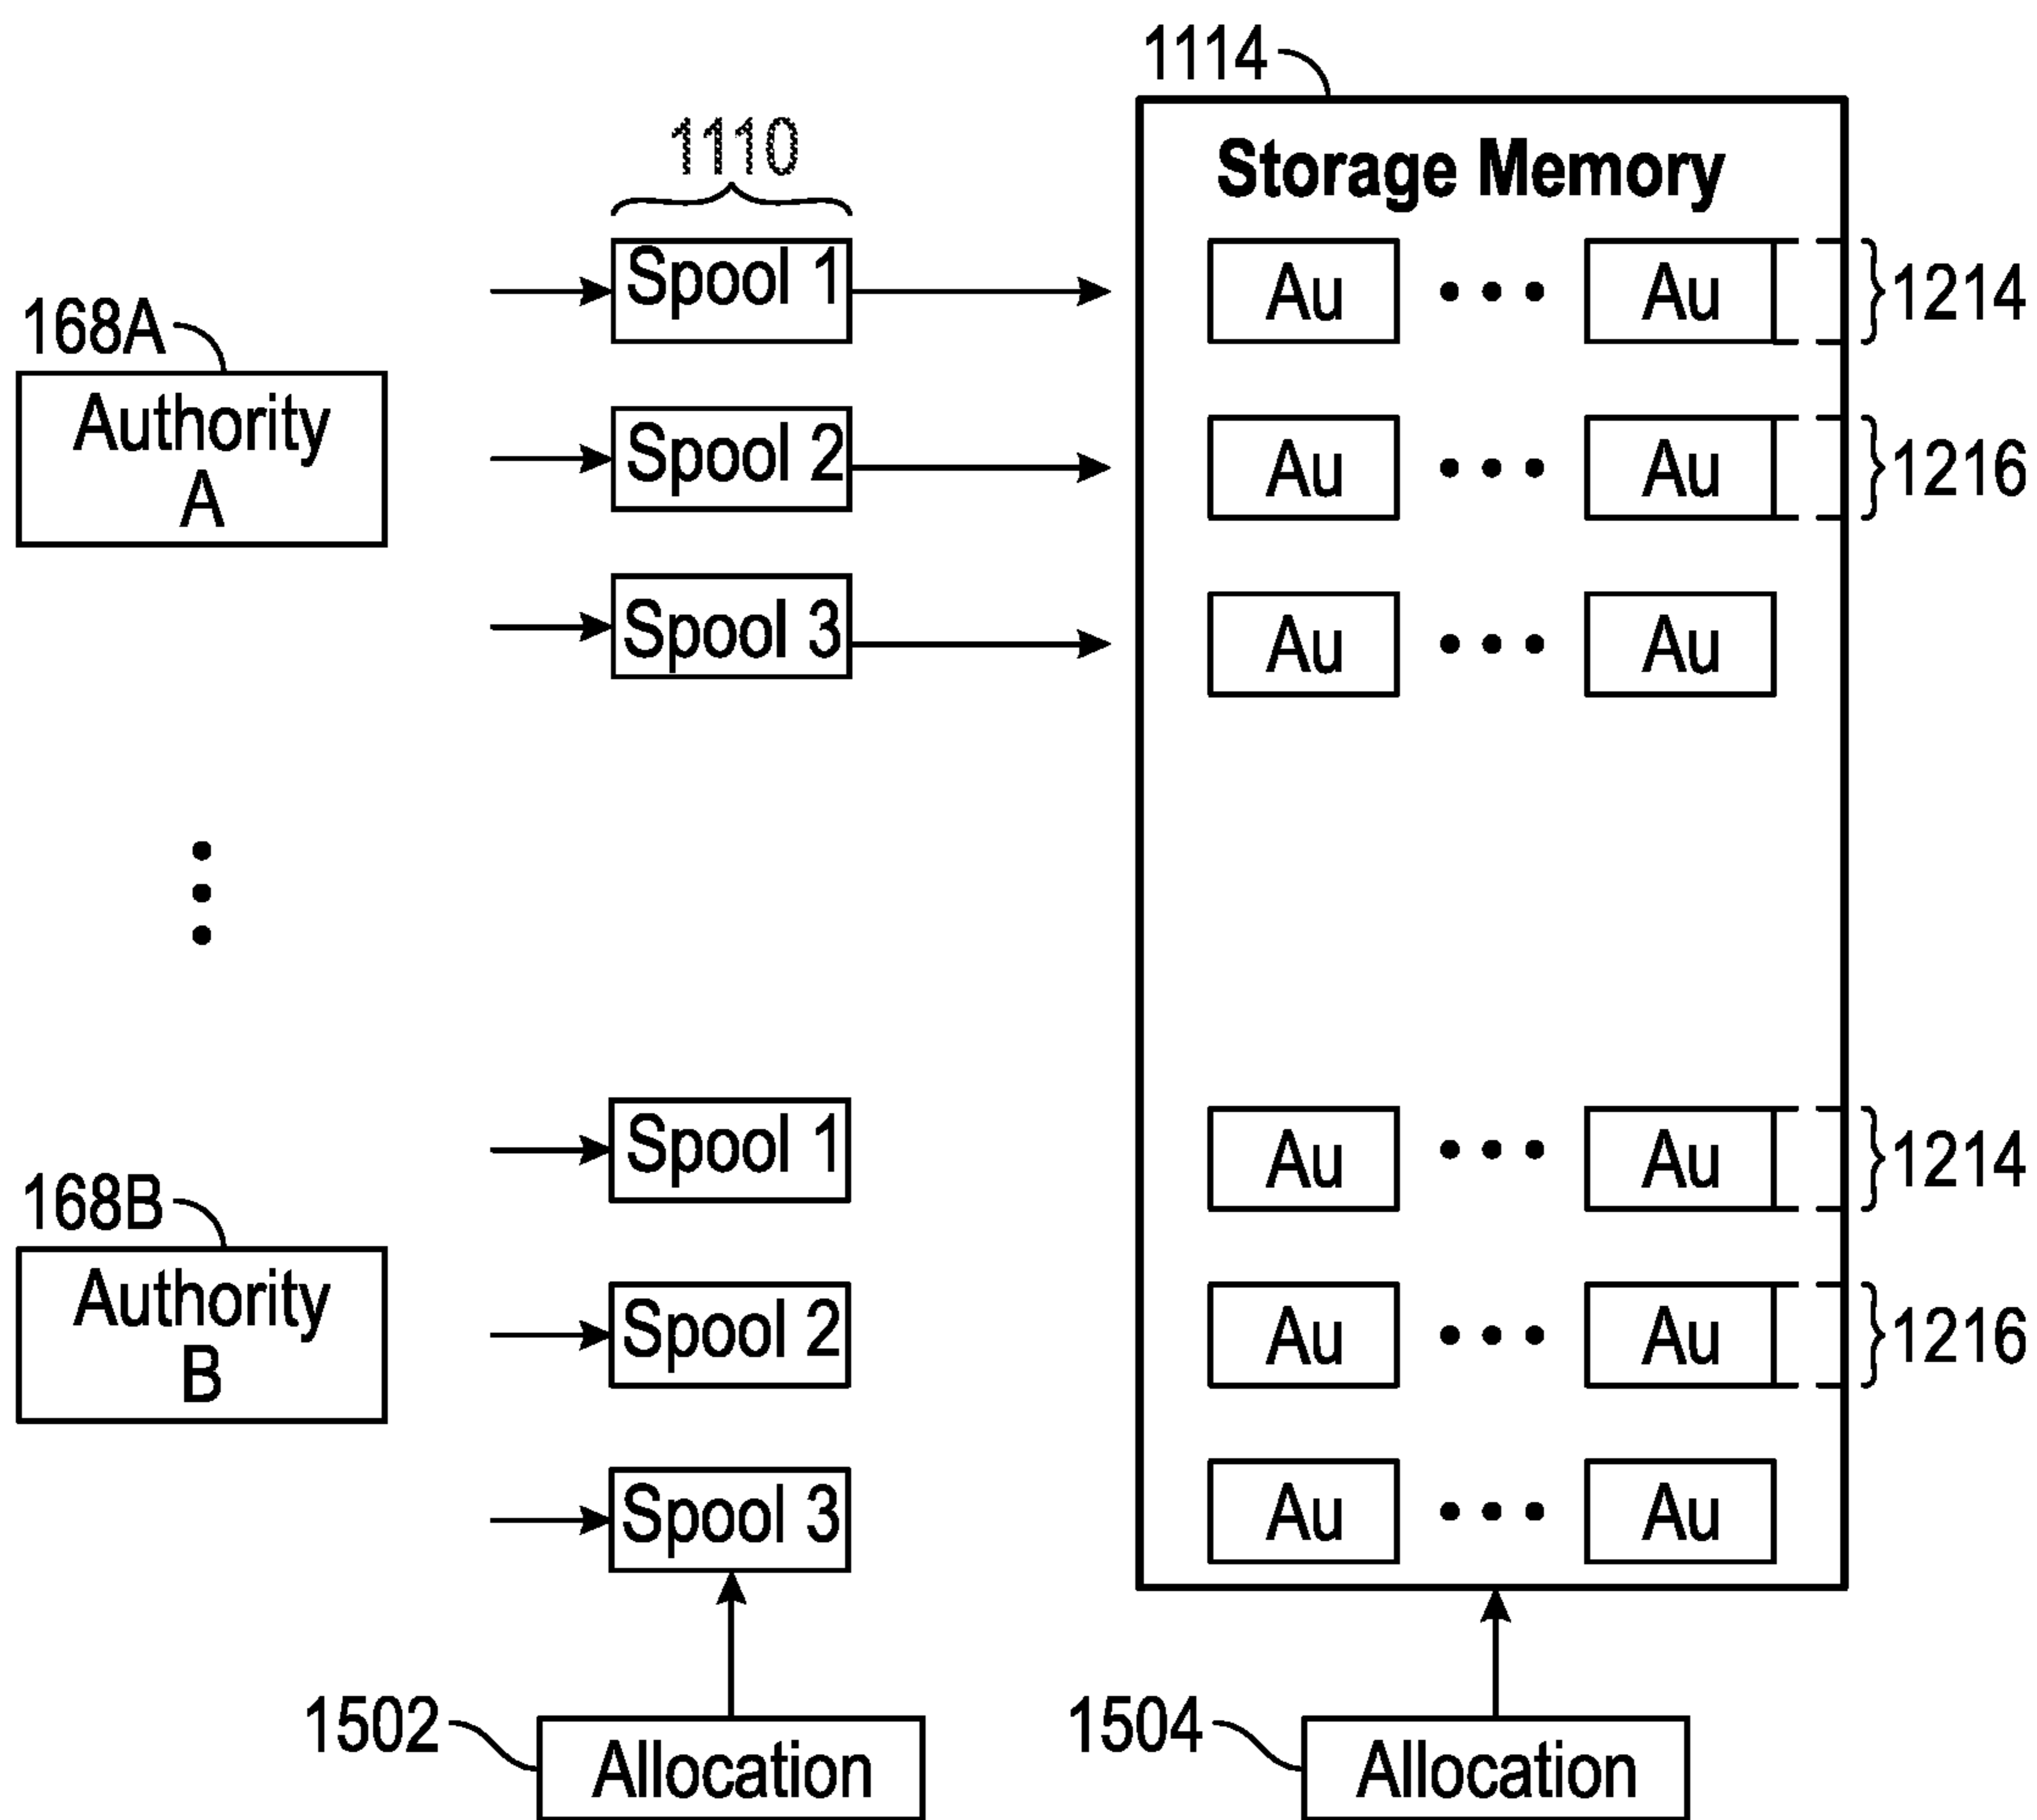 1114
1110
Storage Memory
Spool 1
Au ••• Au
1214
168A
Authority
A
Spool 2
Au ••• Au
1216
Spool 3
Au ••• Au
Spool 1
Au ••• Au
1214
168B
Authority
B
Spool 2
Au ••• Au
1216
Spool 3
Au ••• Au
1502
Allocation
1504
Allocation